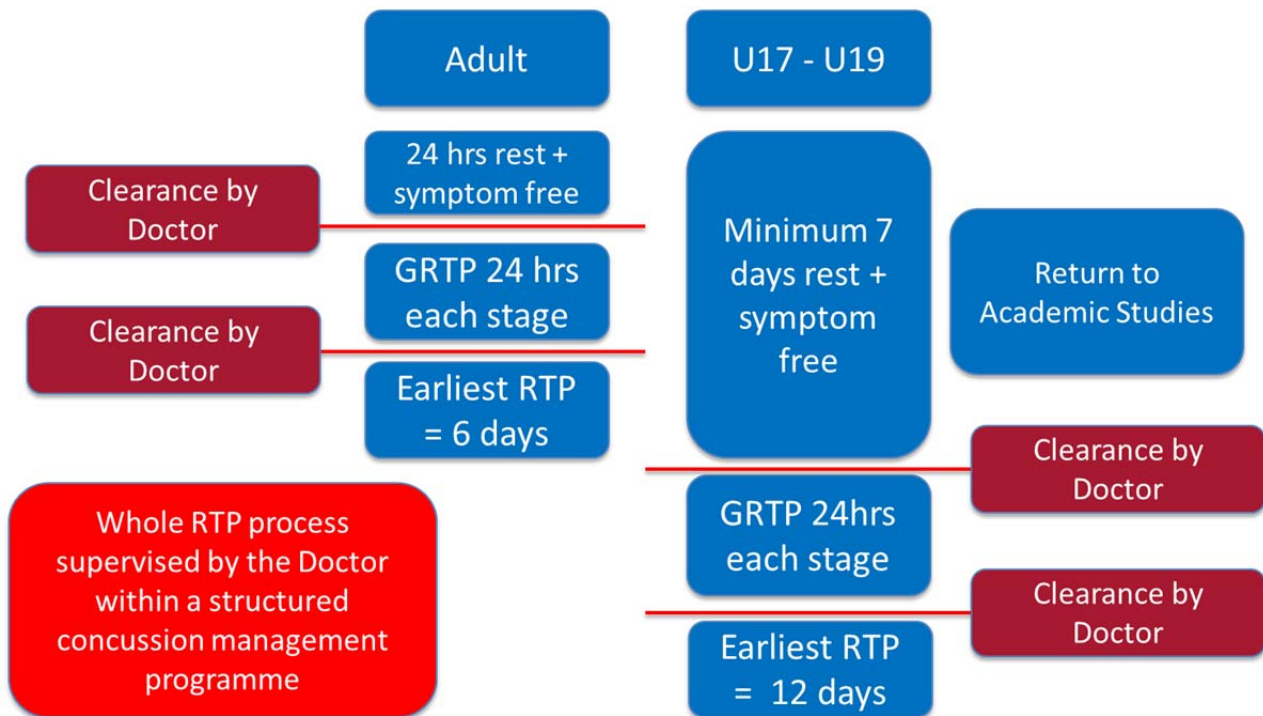 Adult
U17 - U19
24 hrs rest +
symptom free
Clearance by
Doctor
GRTP 24 hrs
each stage
Clearance by
Doctor
Earliest RTP
= 6 days
Minimum 7
days rest +
symptom
free
Return to
Academic Studies
Clearance by
Doctor
GRTP 24hrs
each stage
Clearance by
Doctor
Earliest RTP
= 12 days
Whole RTP process
supervised by the Doctor
within a structured
concussion management
programme